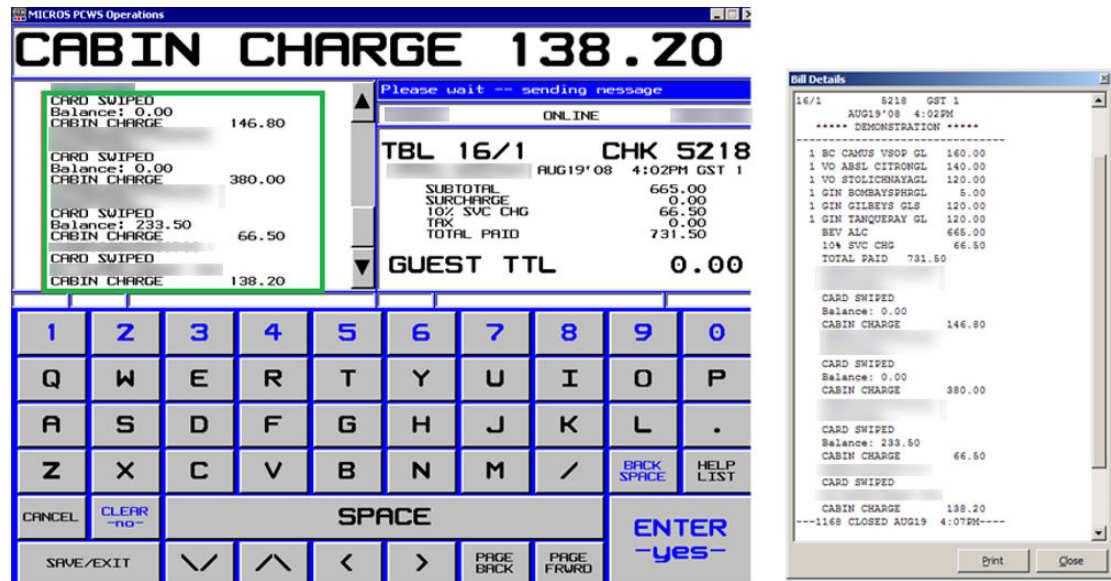 MICROS PCWS Operations
CABIN CHARGE 138.20
CARD SWIPED
Balance: 0.00
CABIN CHARGE 146.80
CARD SWIPED
Balance: 0.00
CABIN CHARGE 380.00
CARD SWIPED
Balance: 233.50
CABIN CHARGE 66.50
CARD SWIPED
CABIN CHARGE 138.20
Please wait -- sending message
ONLINE
TBL 16/1 CHK 5218
AUG19'08 4:02PM GST 1
SUBTOTAL 665.00
SURCHARGE 0.00
10% SVC CHG 66.50
TAX 0.00
TOTAL PAID 731.50
GUEST TTL 0.00
1 2 3 4 5 6 7 8 9 0
Q W E R T Y U I O P
A S D F G H J K L .
Z X C V B N M / BACK SPACE HELP LIST
CANCEL CLEAR -no- SPACE ENTER -yes-
SAVE/EXIT \/ /\ < > PAGE BACK PAGE FRWRD
Bill Details
16/1 5218 GST 1
AUG19'08 4:02PM
***** DEMONSTRATION *****
1 BC CAMUS VSOP GL 160.00
1 VO ABSL CITRONGL 140.00
1 VO STOLICHNAYAGL 120.00
1 GIN BOMBAYSPHRGL 5.00
1 GIN GILBEYS GLS 120.00
1 GIN TANQUERAY GL 120.00
BEV ALC 665.00
10% SVC CHG 66.50
TOTAL PAID 731.50
CARD SWIPED
Balance: 0.00
CABIN CHARGE 146.80
CARD SWIPED
Balance: 0.00
CABIN CHARGE 380.00
CARD SWIPED
Balance: 233.50
CABIN CHARGE 66.50
CARD SWIPED
CABIN CHARGE 138.20
---1168 CLOSED AUG19 4:07PM----
Print Close